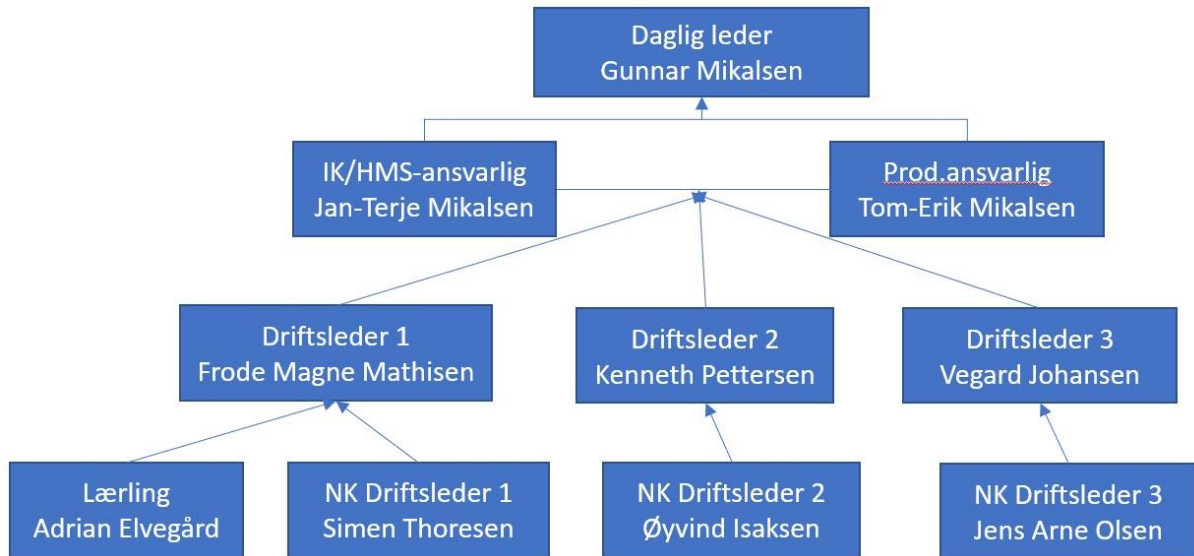 Daglig leder
Gunnar Mikalsen
IK/HMS-ansvarlig
Jan-Terje Mikalsen
Prod.ansvarlig
Tom-Erik Mikalsen
Driftsleder 1
Frode Magne Mathisen
Driftsleder 2
Kenneth Pettersen
Driftsleder 3
Vegard Johansen
Lærling
Adrian Elvegård
NK Driftsleder 1
Simen Thoresen
NK Driftsleder 2
Øyvind Isaksen
NK Driftsleder 3
Jens Arne Olsen